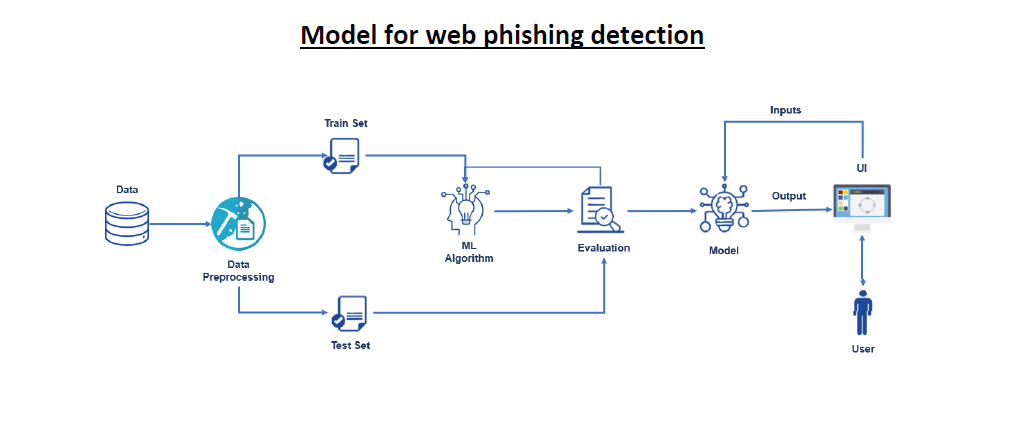 Model for web phishing detection
Inputs
Train Set
UI
Data
Output
ML
Algorithm
Evaluation
Model
Data
Preprocessing
Test Set
User